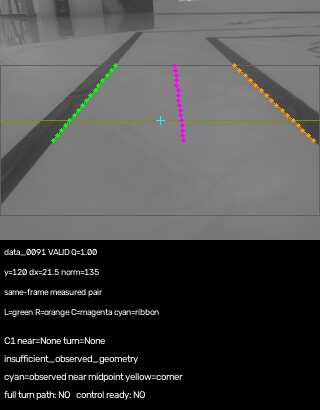 data_0091 VALID Q=1.00
y=120 dx=21.5 norm=135
same-frame measured pair
L=green R=orange C=magenta cyan=ribbon
C1 near=None turn=None
insufficient_observed_geometry
cyan=observed near midpoint yellow=corner
full turn path: NO control ready: NO